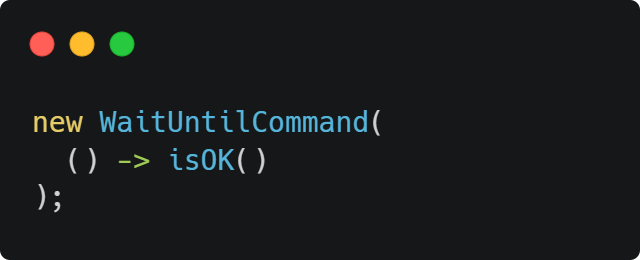 new WaitUntilCommand(
  () -> isOK()
);